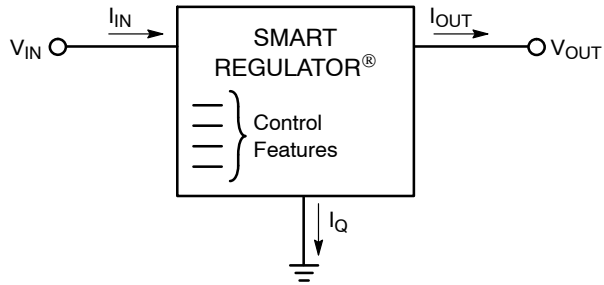 I_IN
I_OUT
V_IN
SMART
REGULATOR®
V_OUT
Control
Features
I_Q